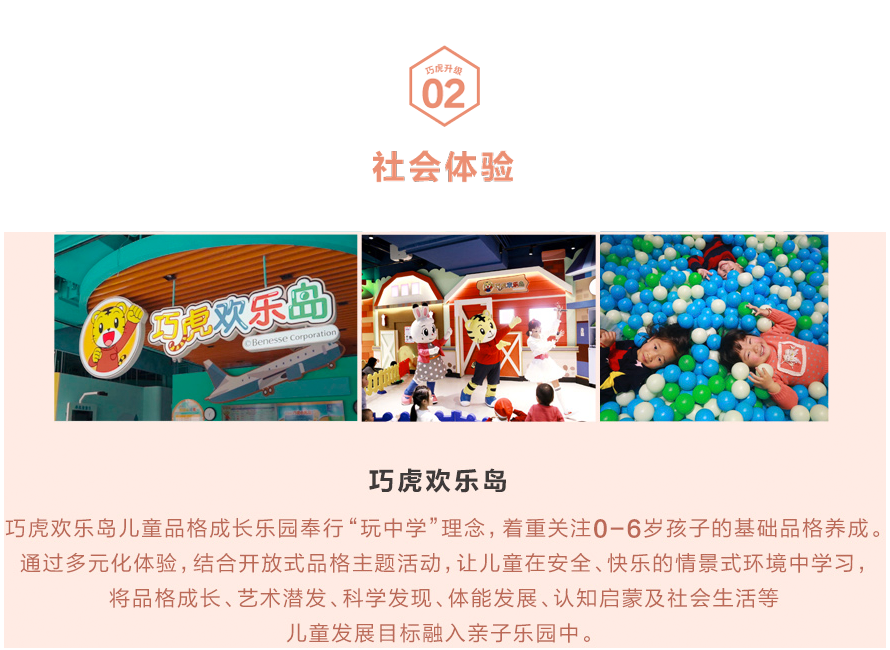 巧虎升级
02
社会体验
巧虎欢乐岛
©Benesse Corporation
巧虎欢乐岛
巧虎欢乐岛儿童品格成长乐园奉行“玩中学”理念，着重关注0-6岁孩子的基础品格养成。
通过多元化体验，结合开放式品格主题活动，让儿童在安全、快乐的情景式环境中学习，
将品格成长、艺术潜发、科学发现、体能发展、认知启蒙及社会生活等
儿童发展目标融入亲子乐园中。